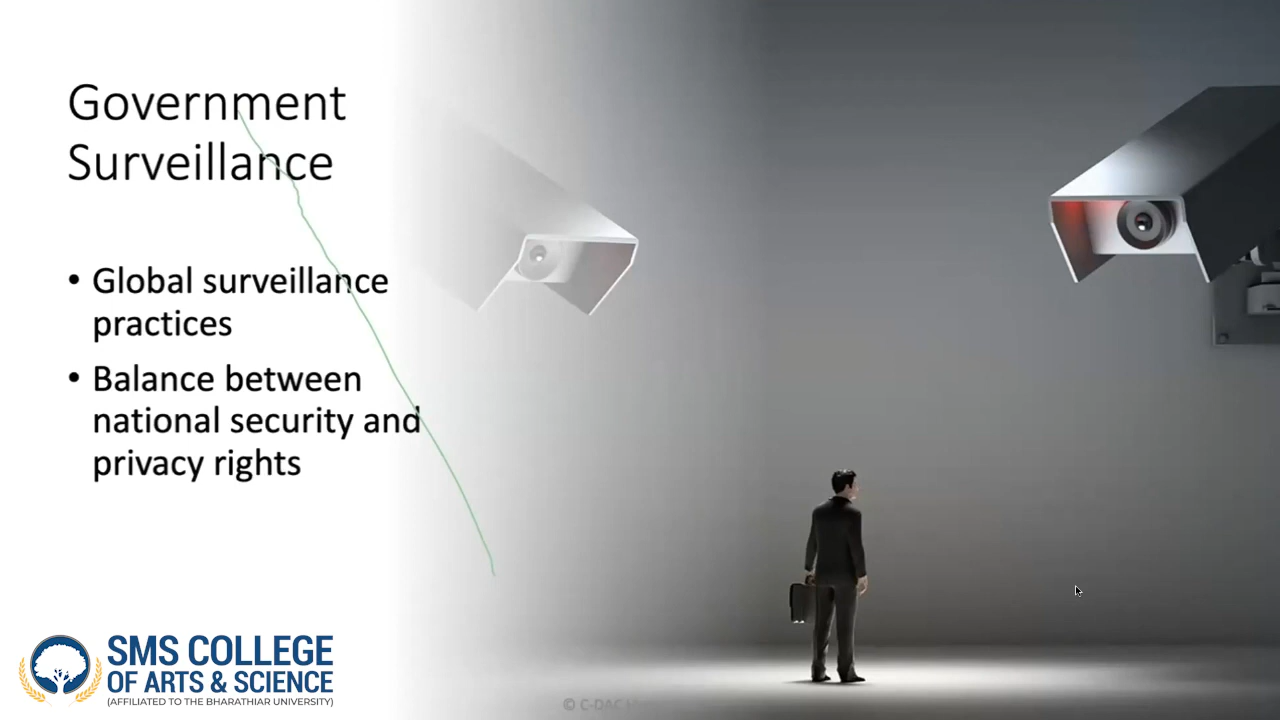 Government
Surveillance
• Global surveillance
practices
• Balance between
national security and
privacy rights
SMS COLLEGE
OF ARTS & SCIENCE
(AFFILIATED TO THE BHARATHIAR UNIVERSITY)
© C-DAC